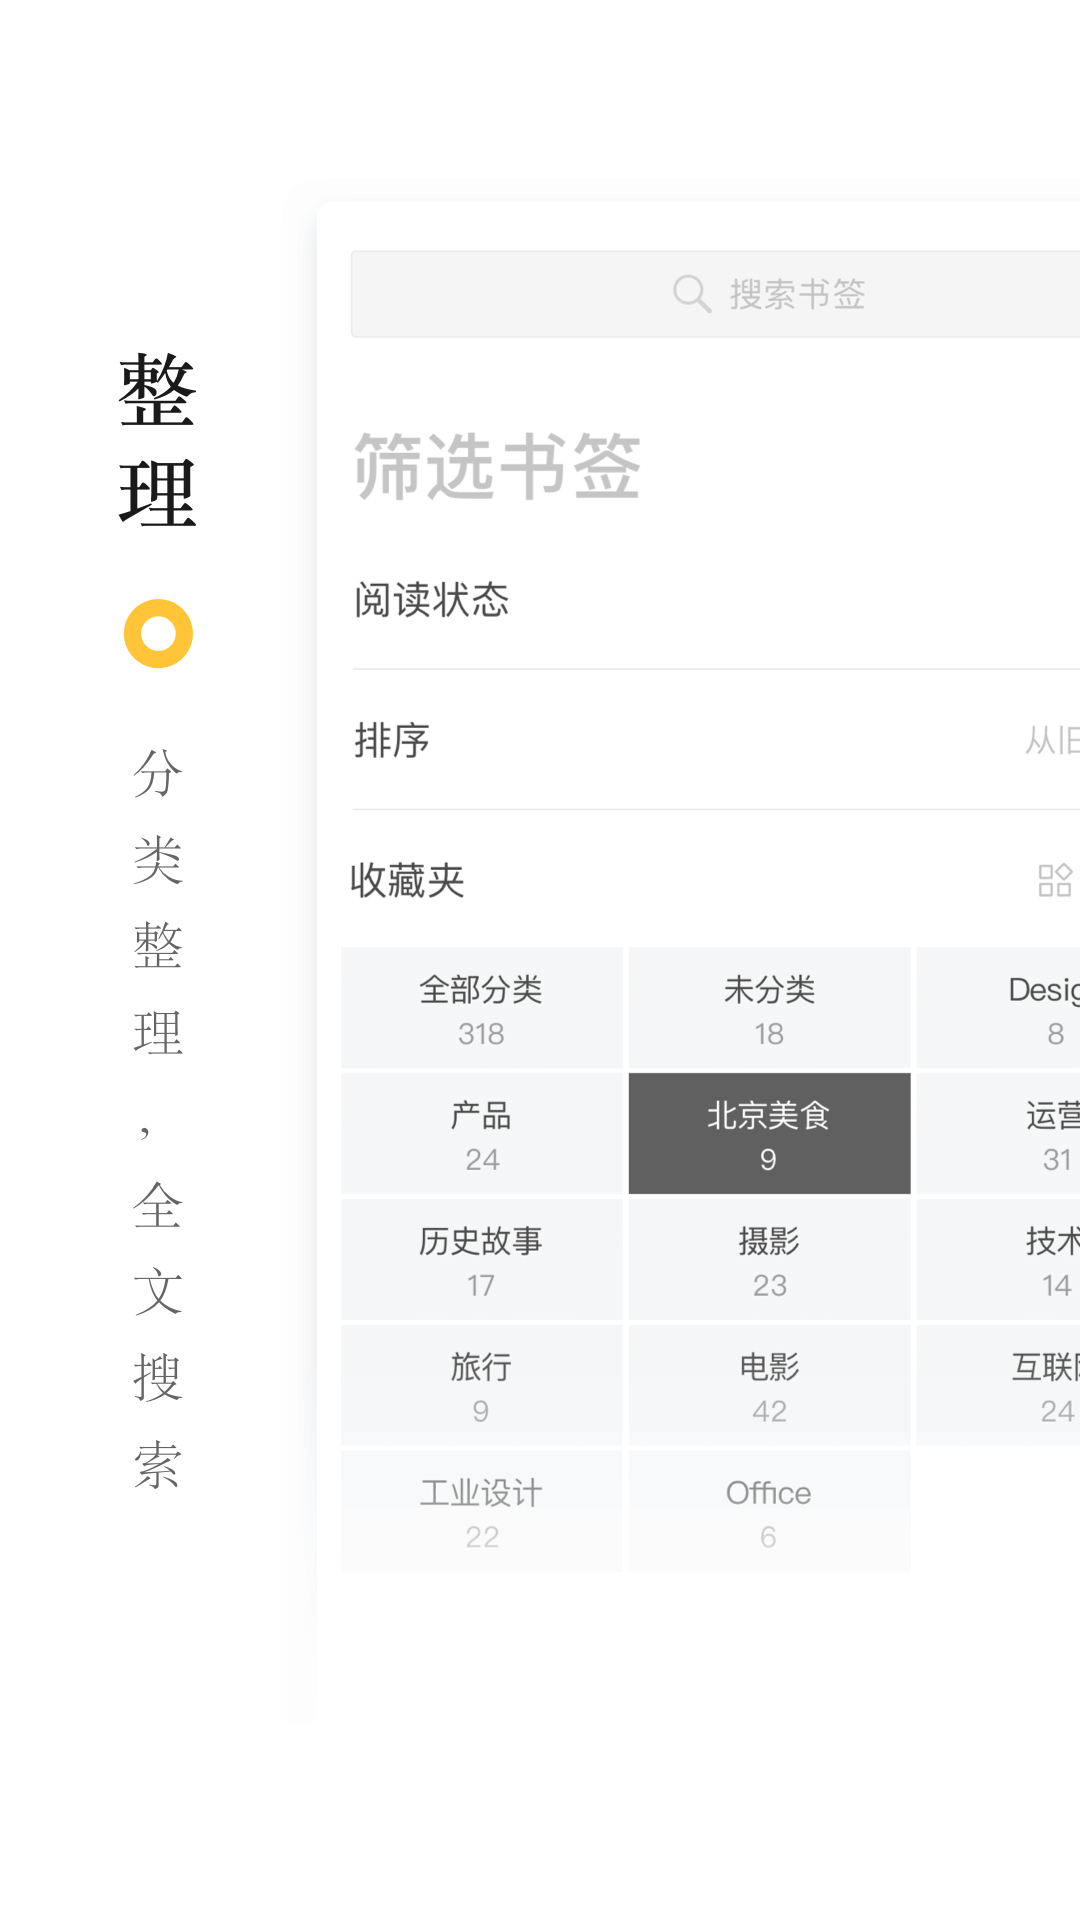 整理
分类整理，全文搜索
搜索书签
筛选书签
阅读状态
排序
从旧
收藏夹
全部分类 未分类 Desig
318 18 8
产品 北京美食 运营
24 9 31
历史故事 摄影 技术
17 23 14
旅行 电影 互联
9 42 24
工业设计 Office
22 6